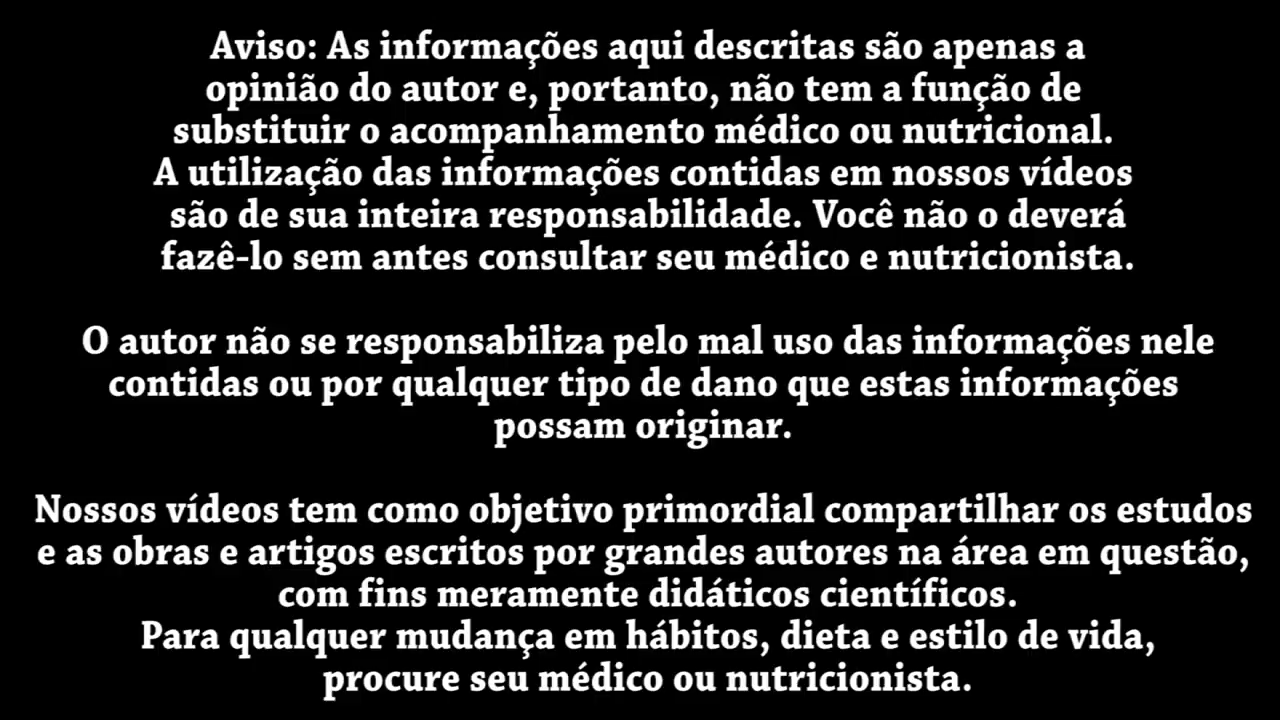 Aviso: As informações aqui descritas são apenas a
opinião do autor e, portanto, não tem a função de
substituir o acompanhamento médico ou nutricional.
A utilização das informações contidas em nossos vídeos
são de sua inteira responsabilidade. Você não o deverá
fazê-lo sem antes consultar seu médico e nutricionista.
O autor não se responsabiliza pelo mal uso das informações nele
contidas ou por qualquer tipo de dano que estas informações
possam originar.
Nossos vídeos tem como objetivo primordial compartilhar os estudos
e as obras e artigos escritos por grandes autores na área em questão,
com fins meramente didáticos científicos.
Para qualquer mudança em hábitos, dieta e estilo de vida,
procure seu médico ou nutricionista.